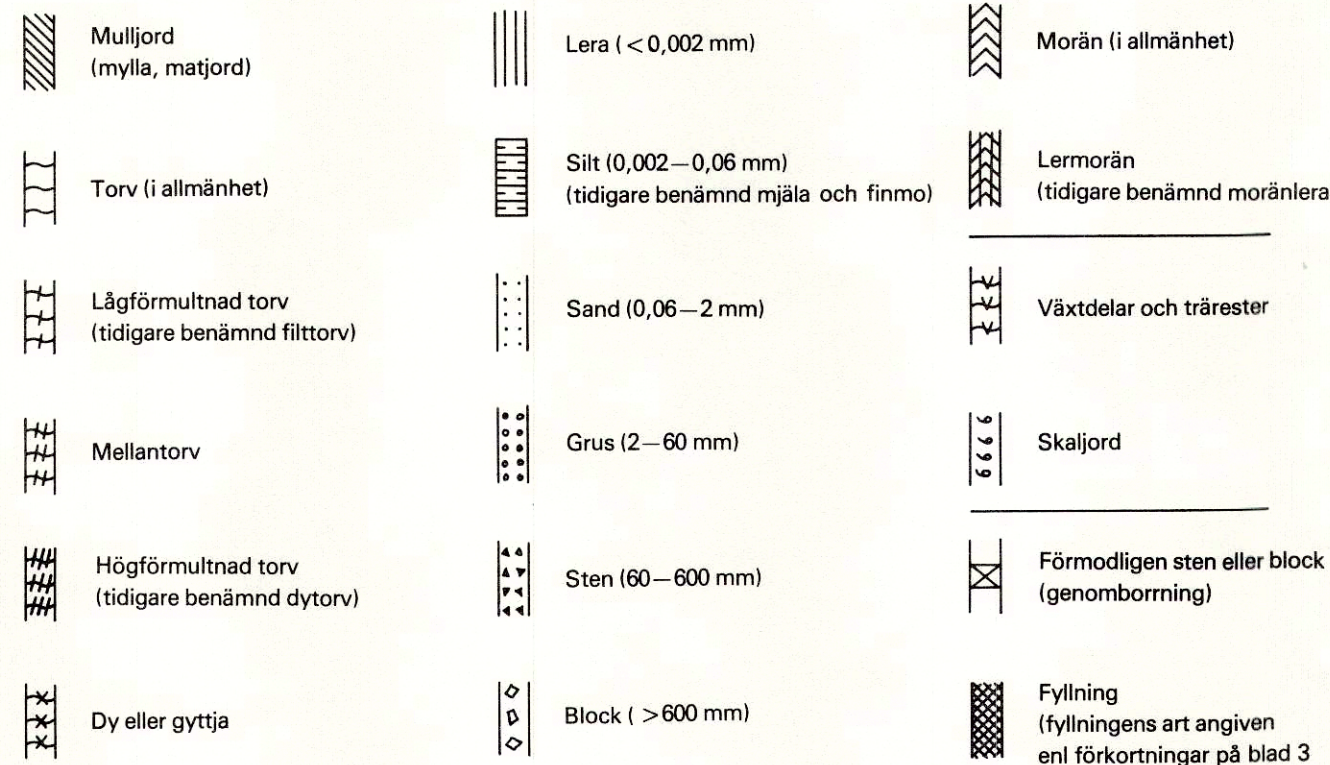 Mulljord
(mylla, matjord)
Torv (i allmänhet)
Lågförmultnad torv
(tidigare benämnd filttorv)
Mellantorv
Högförmultnad torv
(tidigare benämnd dytorv)
Dy eller gyttja
Lera (<0,002 mm)
Silt (0,002–0,06 mm)
(tidigare benämnd mjäla och finmo)
Sand (0,06–2 mm)
Grus (2–60 mm)
Sten (60–600 mm)
Block ( >600 mm)
Morän (i allmänhet)
Lermorän
(tidigare benämnd moränlera
Växtdelar och trärester
Skaljord
Förmodligen sten eller block
(genomborrning)
Fyllning
(fyllningens art angiven
enl förkortningar på blad 3